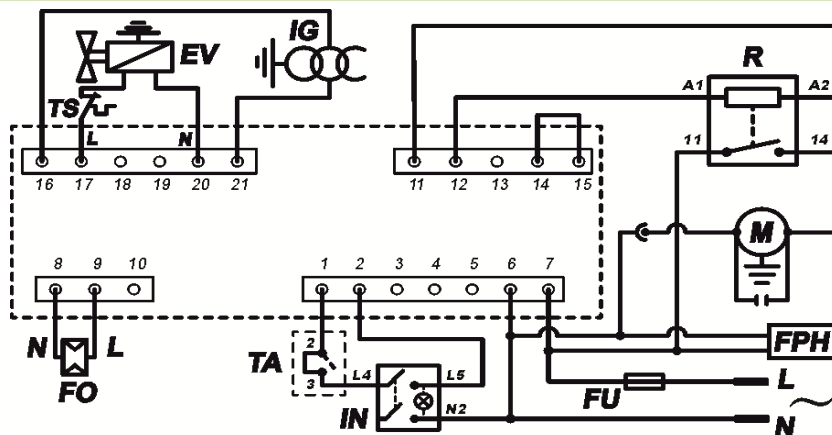 IG
EV
R
A1
A2
TS
L
N
11
14
16 17 18 19 20 21
11 12 13 14 15
M
8 9 10
1 2 3 4 5 6 7
N
L
FO
TA
2
3
L4
L5
N2
IN
FPH
FU
L
N